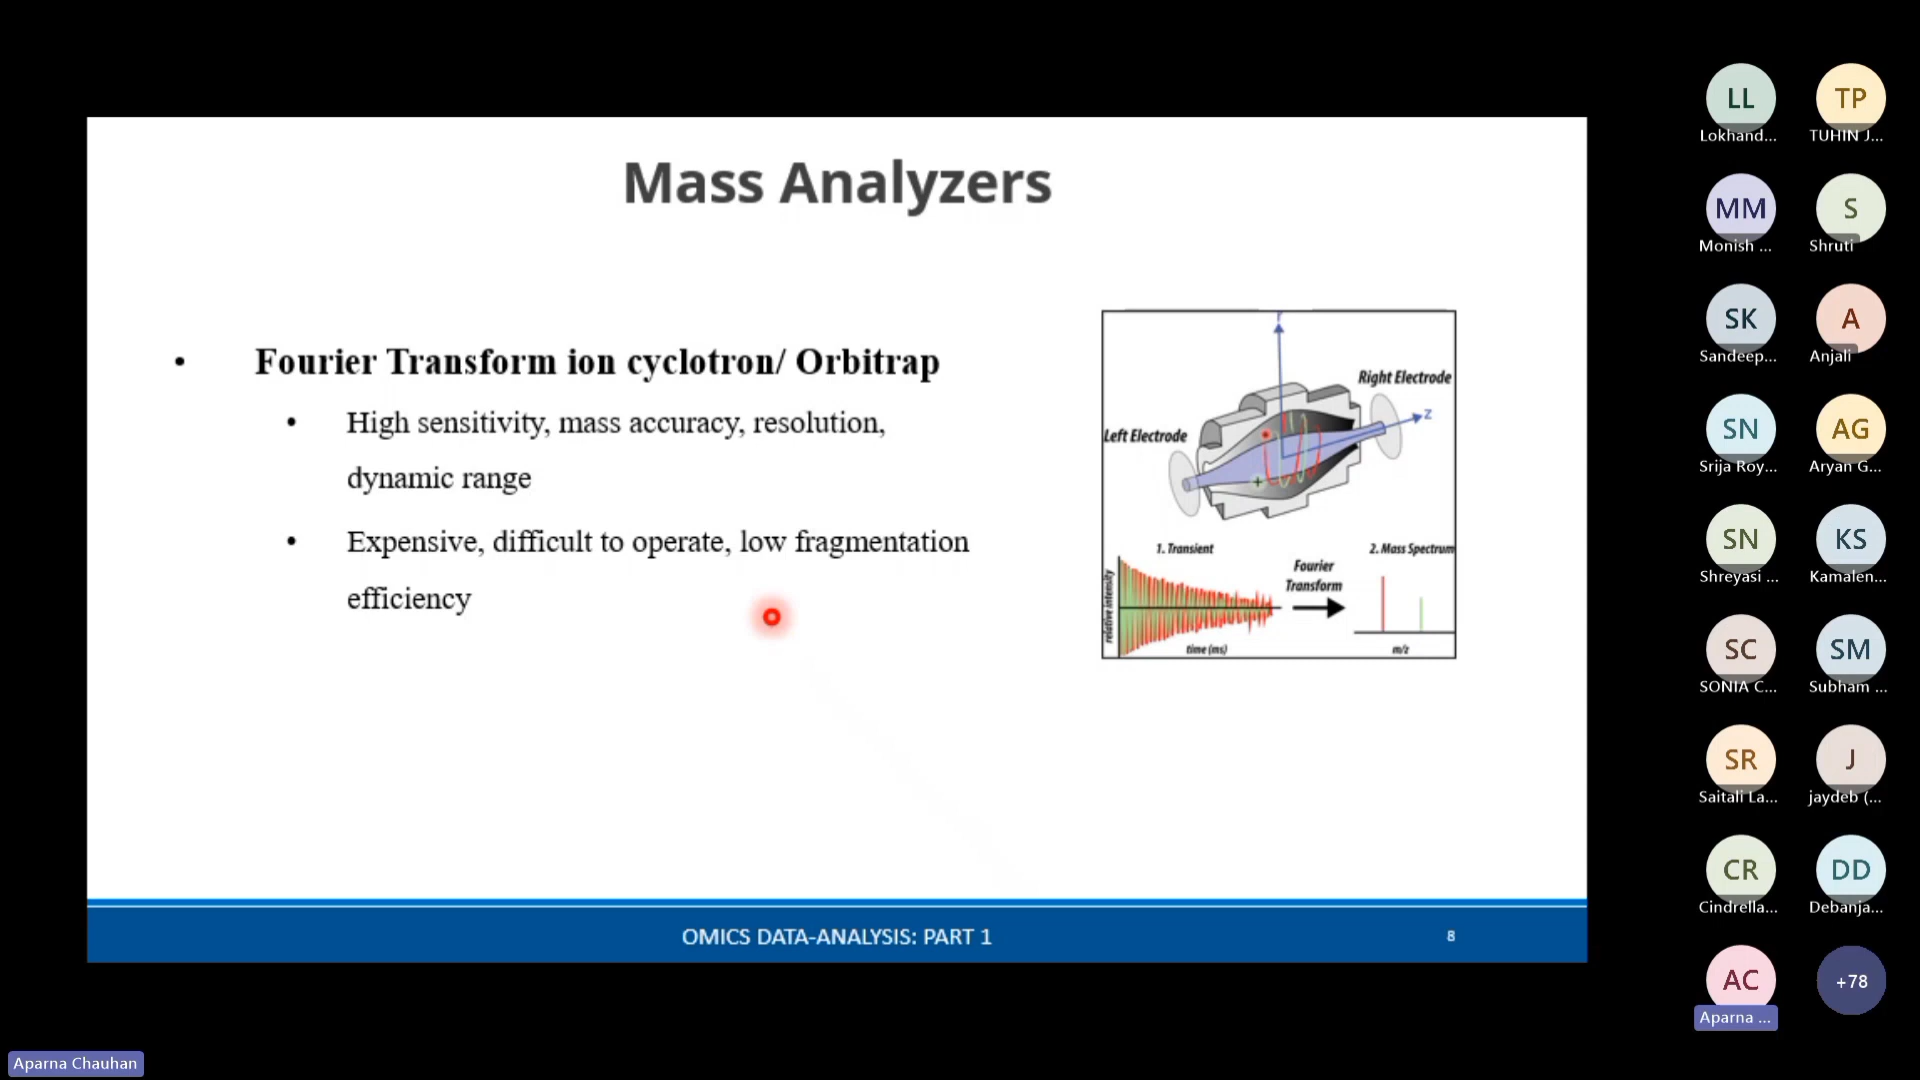 Mass Analyzers
• Fourier Transform ion cyclotron/ Orbitrap
• High sensitivity, mass accuracy, resolution,
dynamic range
• Expensive, difficult to operate, low fragmentation
efficiency
r
Right Electrode
z
Left Electrode
1. Transient
2. Mass Spectrum
Fourier
Transform
relative intensity
time (ms)
m/z
OMICS DATA-ANALYSIS: PART 1
8
LL
TP
Lokhand...
TUHIN J...
MM
S
Monish ...
Shruti
SK
A
Sandeep...
Anjali
SN
AG
Srija Roy...
Aryan G...
SN
KS
Shreyasi ...
Kamalen...
SC
SM
SONIA C...
Subham ...
SR
J
Saitali La...
jaydeb (...
CR
DD
Cindrella...
Debanja...
AC
+78
Aparna ...
Aparna Chauhan